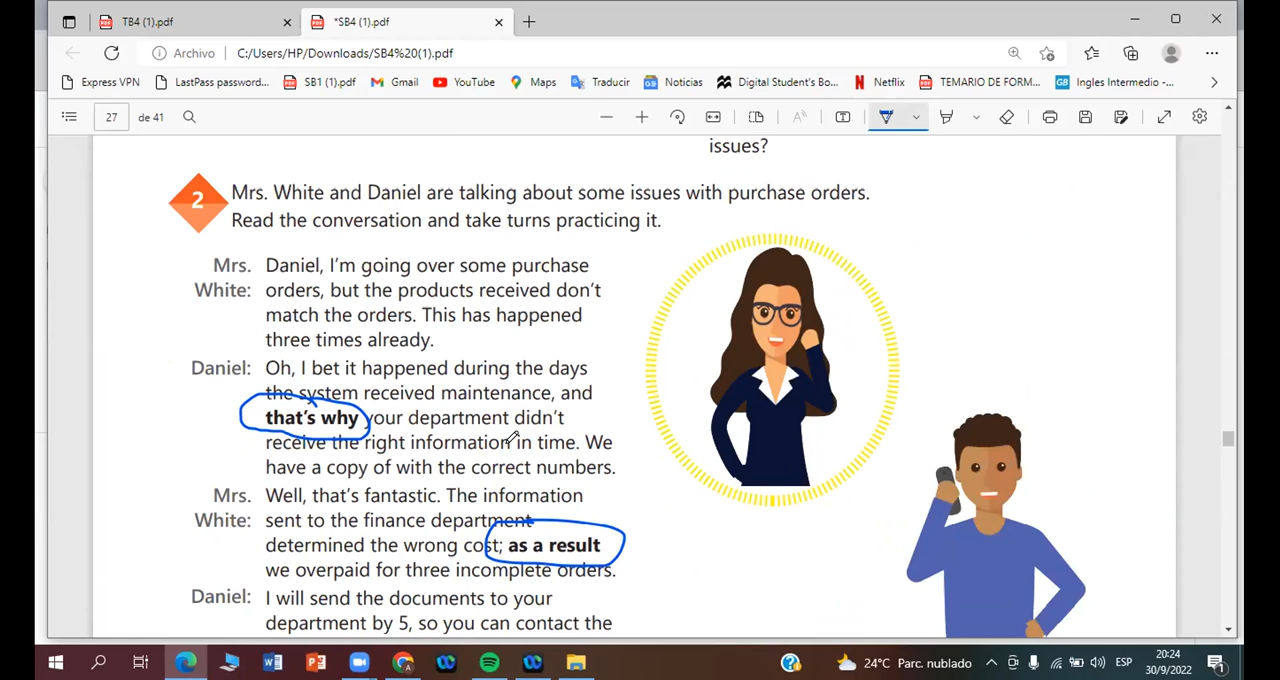 TB4 (1).pdf
*SB4 (1).pdf
Archivo
C:/Users/HP/Downloads/SB4%20(1).pdf
Express VPN
LastPass password...
SB1 (1).pdf
Gmail
YouTube
Maps
Traducir
Noticias
Digital Student's Bo...
Netflix
TEMARIO DE FORM...
Ingles Intermedio -...
27 de 41
issues?
2
Mrs. White and Daniel are talking about some issues with purchase orders.
Read the conversation and take turns practicing it.
Mrs. Daniel, I'm going over some purchase
White: orders, but the products received don't
match the orders. This has happened
three times already.
Daniel: Oh, I bet it happened during the days
the system received maintenance, and
that's why your department didn't
receive the right information in time. We
have a copy of with the correct numbers.
Mrs. Well, that's fantastic. The information
White: sent to the finance department
determined the wrong cost; as a result
we overpaid for three incomplete orders.
Daniel: I will send the documents to your
department by 5, so you can contact the
24°C Parc. nublado
ESP
20:24
30/9/2022